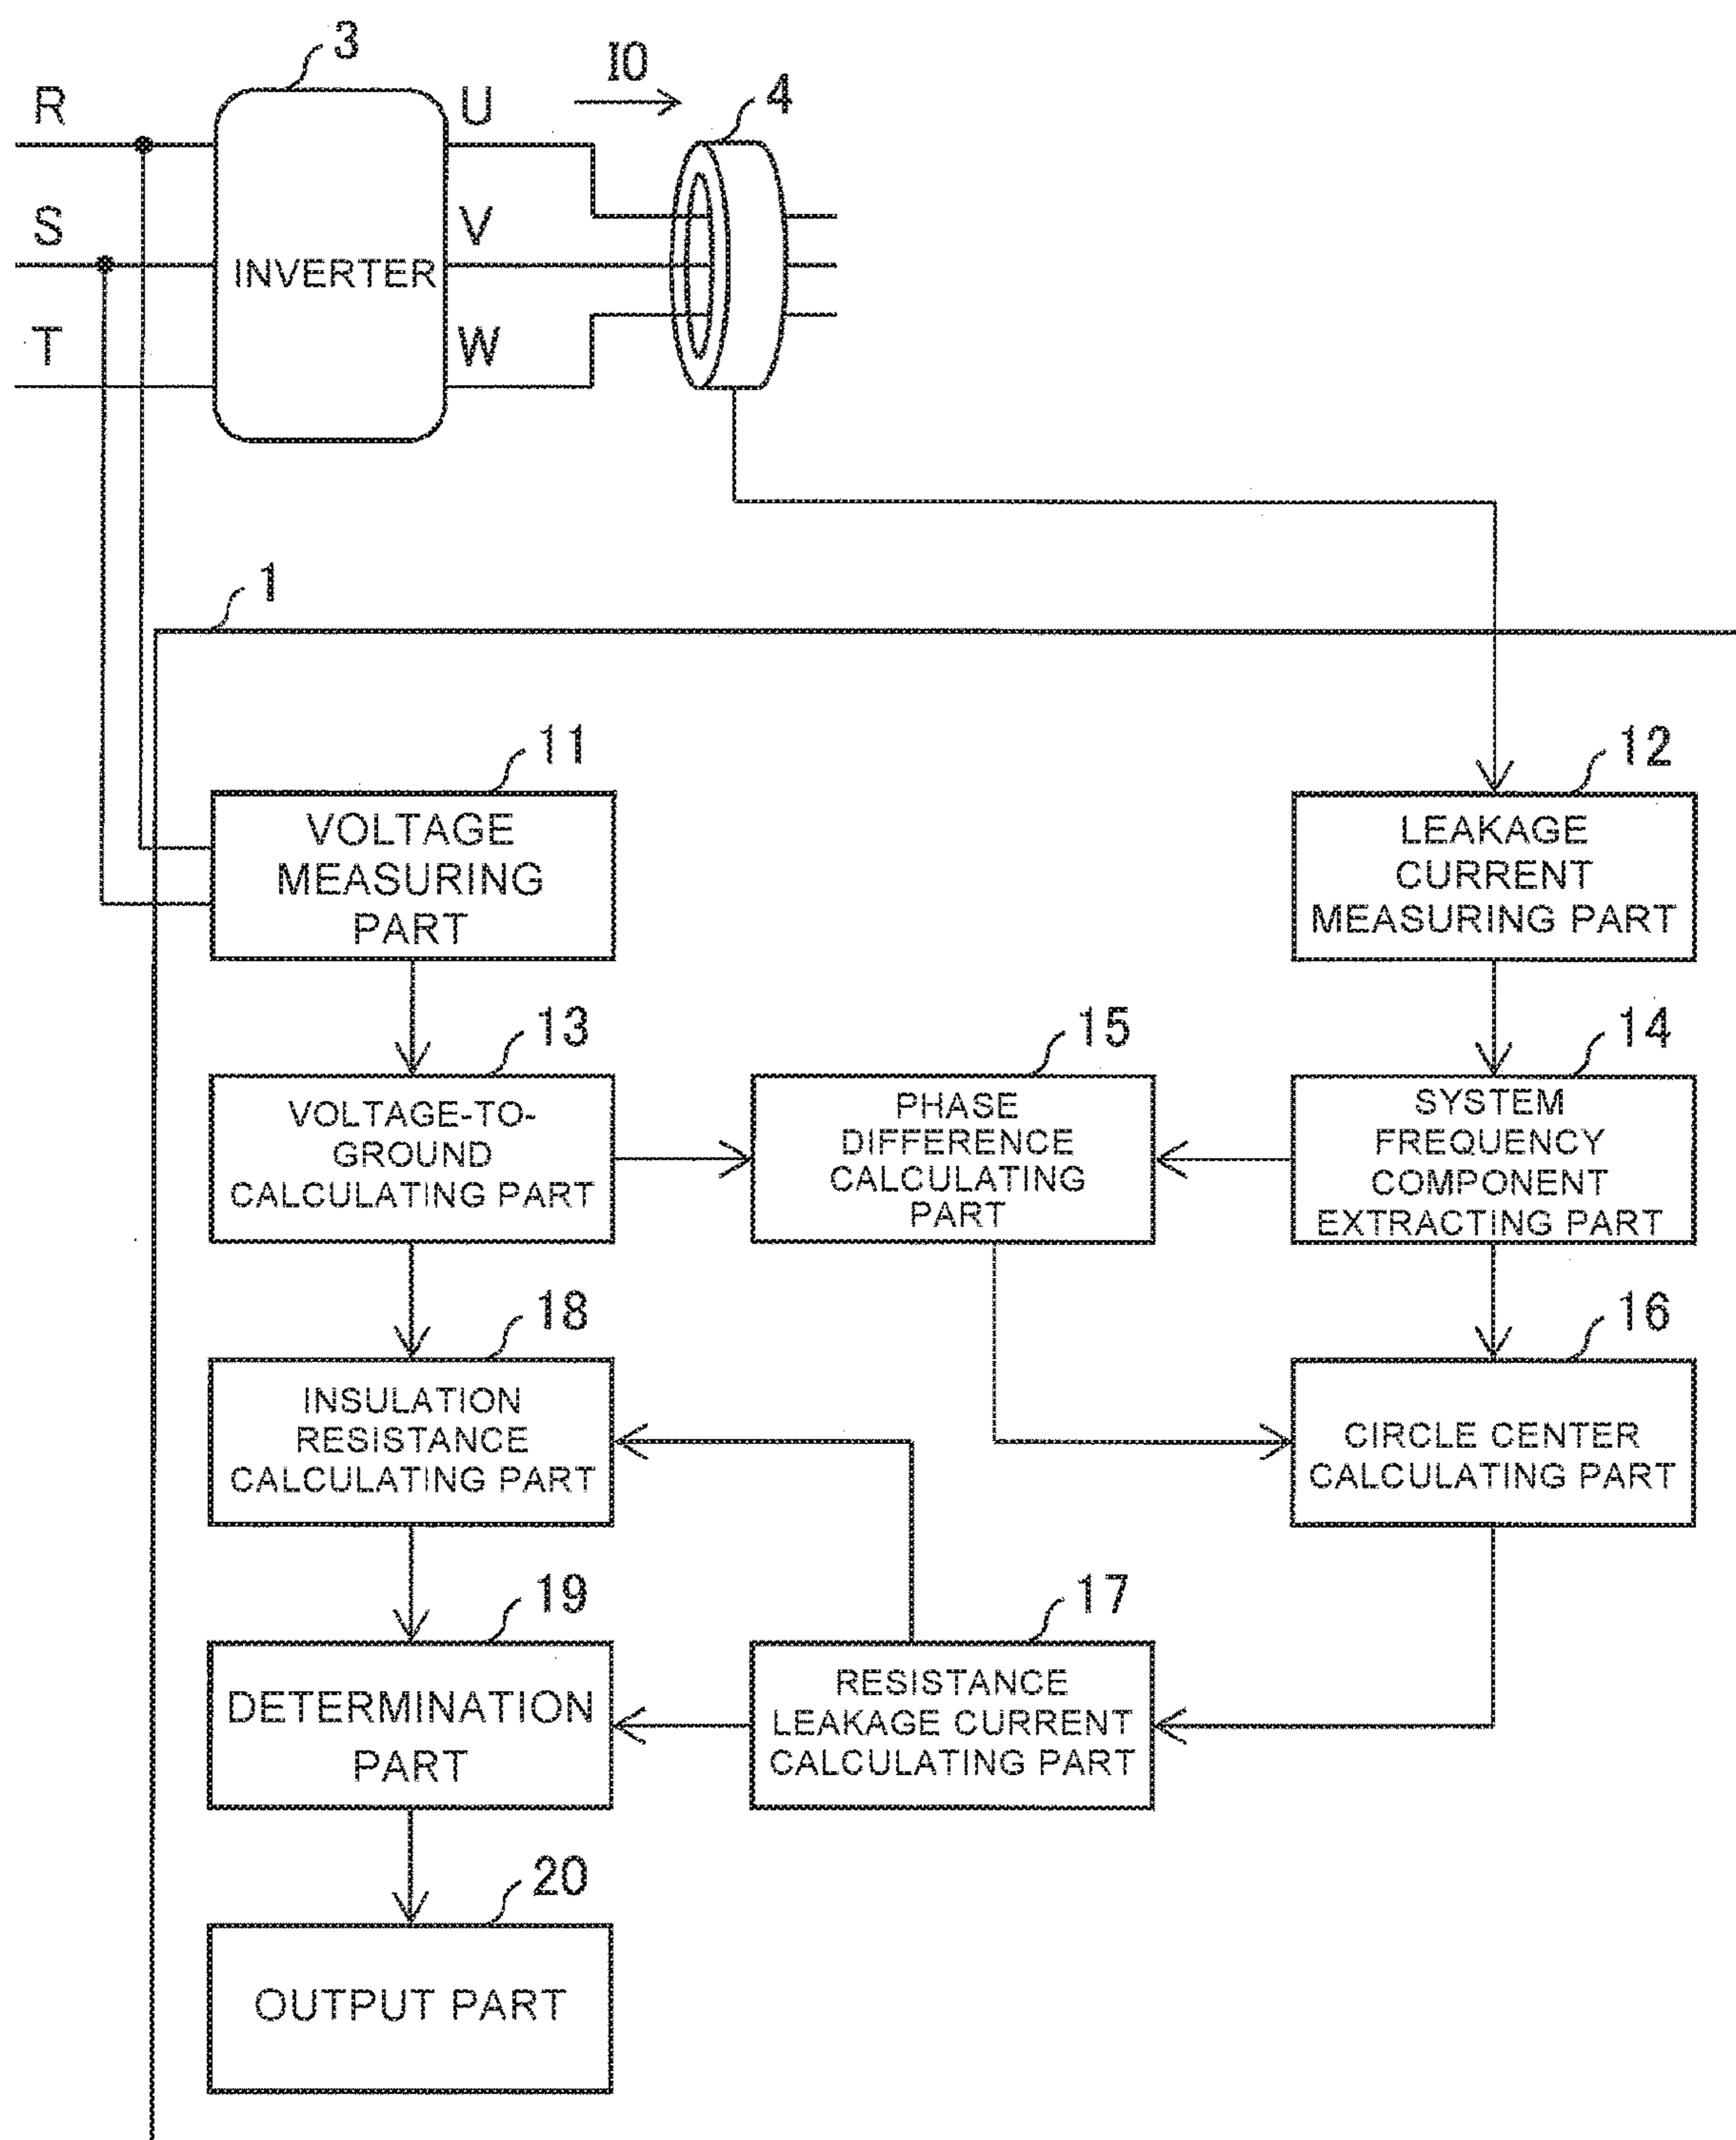 3
I0
4
R
U
S
V
INVERTER
T
W
1
11
VOLTAGE
MEASURING
PART
12
LEAKAGE
CURRENT
MEASURING PART
13
VOLTAGE-TO-
GROUND
CALCULATING PART
15
PHASE
DIFFERENCE
CALCULATING
PART
14
SYSTEM
FREQUENCY
COMPONENT
EXTRACTING PART
18
INSULATION
RESISTANCE
CALCULATING PART
16
CIRCLE CENTER
CALCULATING PART
19
DETERMINATION
PART
17
RESISTANCE
LEAKAGE CURRENT
CALCULATING PART
20
OUTPUT PART